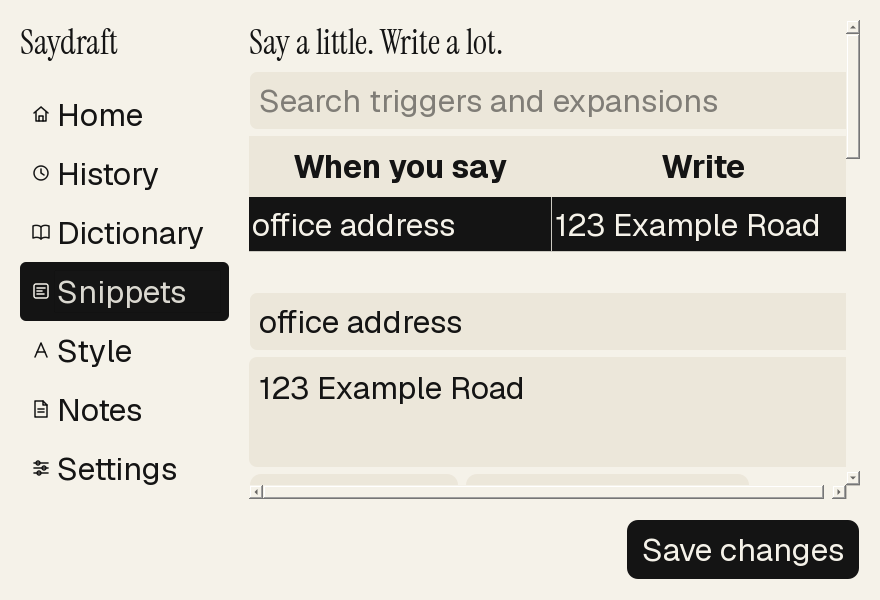 Saydraft
Say a little. Write a lot.
Home
History
Dictionary
Snippets
Style
Notes
Settings
Search triggers and expansions
When you say Write
office address 123 Example Road
office address
123 Example Road
Save changes